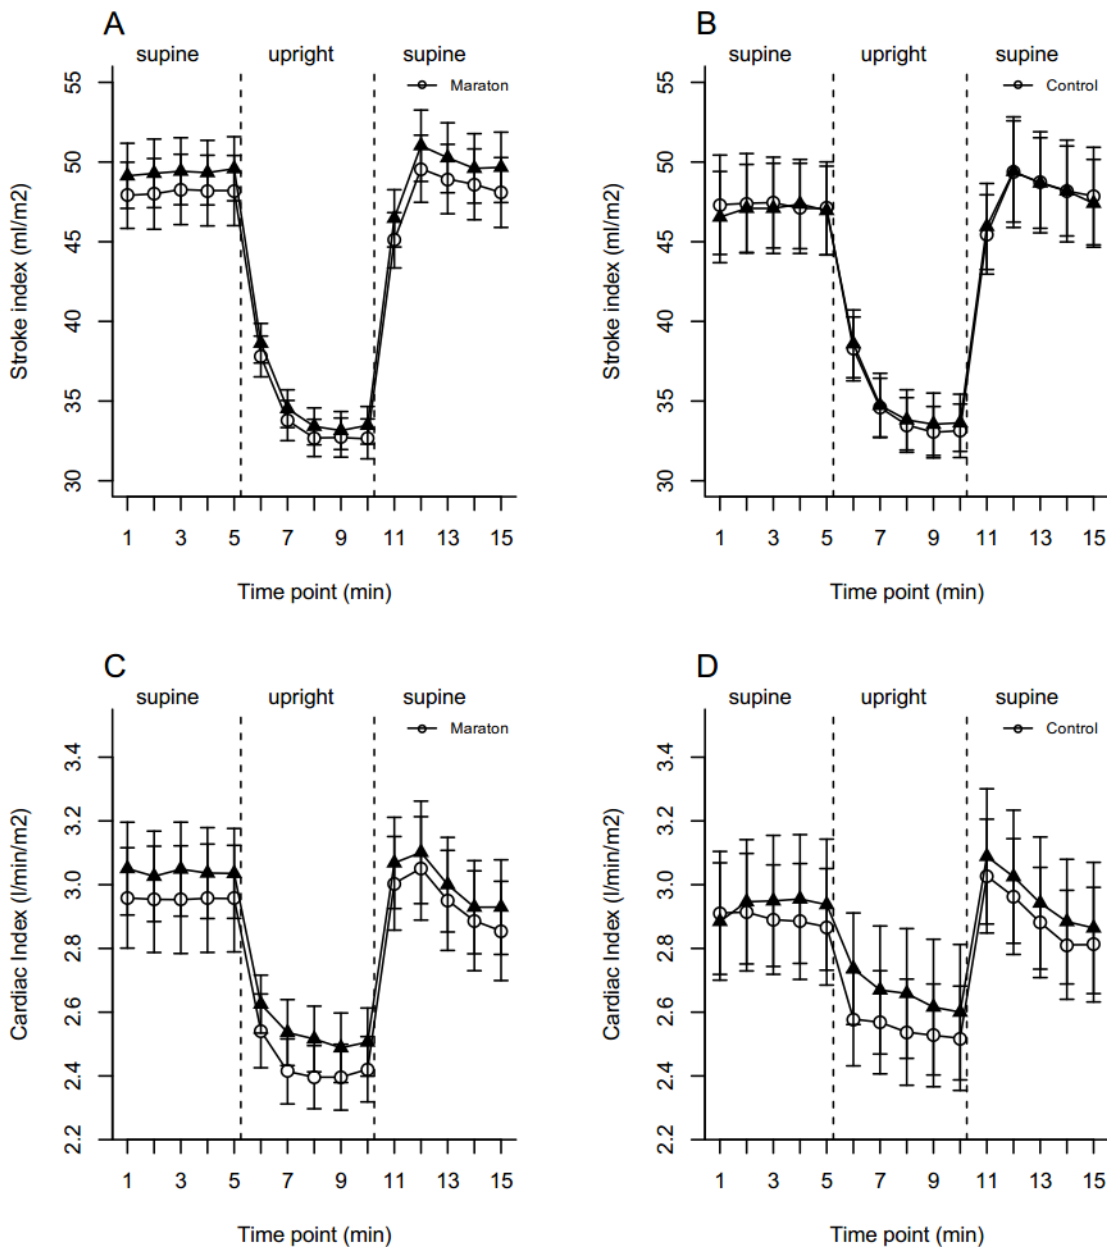 A
supine upright supine
Maraton
Stroke index (ml/m2)
55
50
45
40
35
30
1 3 5 7 9 11 13 15
Time point (min)
B
supine upright supine
Control
Stroke index (ml/m2)
55
50
45
40
35
30
1 3 5 7 9 11 13 15
Time point (min)
C
supine upright supine
Maraton
Cardiac Index (l/min/m2)
3.4
3.2
3.0
2.8
2.6
2.4
2.2
1 3 5 7 9 11 13 15
Time point (min)
D
supine upright supine
Control
Cardiac Index (l/min/m2)
3.4
3.2
3.0
2.8
2.6
2.4
2.2
1 3 5 7 9 11 13 15
Time point (min)